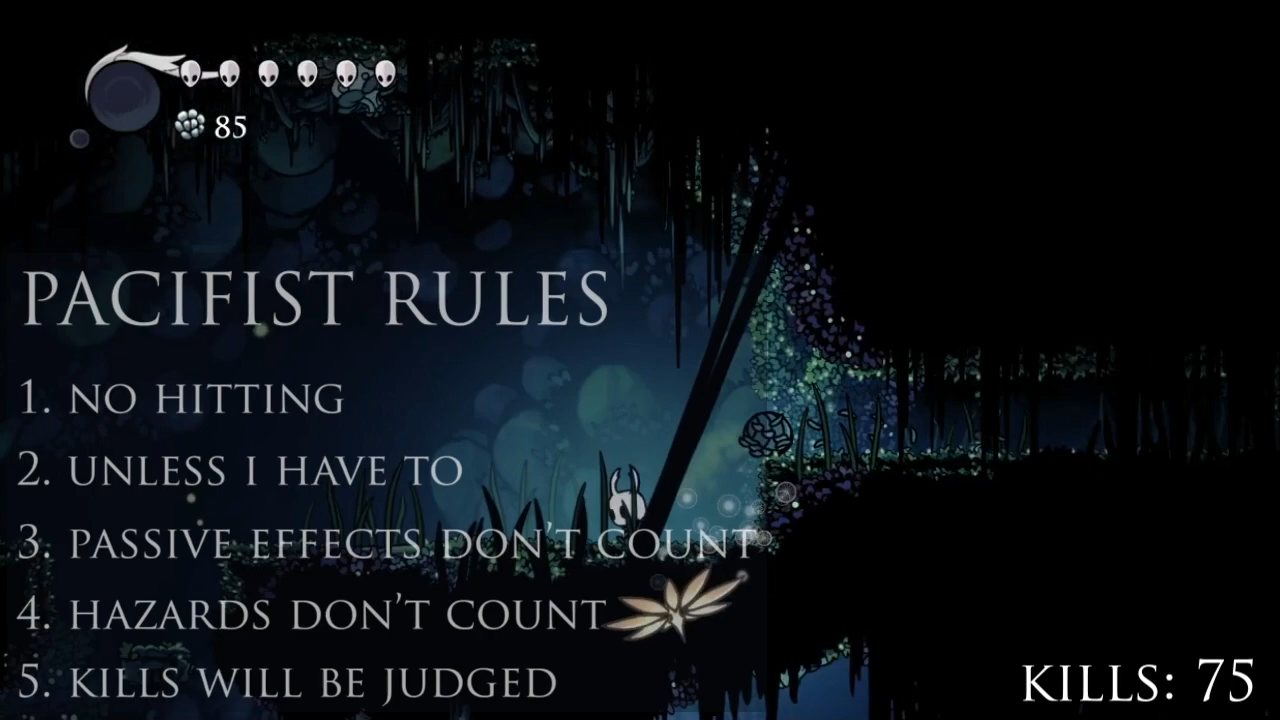 85
PACIFIST RULES
1. NO HITTING
2. UNLESS I HAVE TO
3. PASSIVE EFFECTS DON'T COUNT
4. HAZARDS DON'T COUNT
5. KILLS WILL BE JUDGED
KILLS: 75